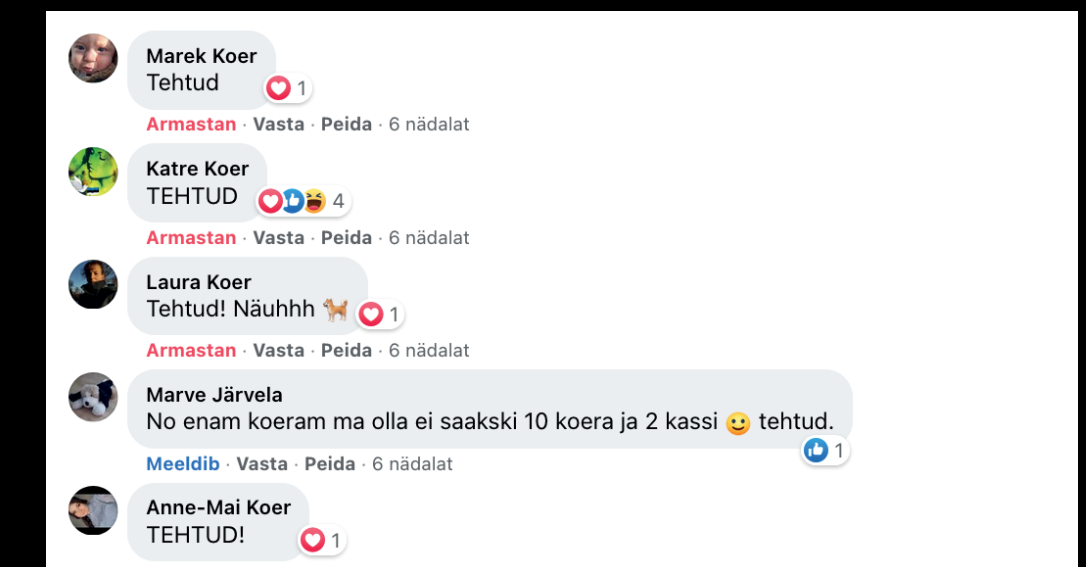 Marek Koer
Tehtud
1
Armastan · Vasta · Peida · 6 nädalat
Katre Koer
TEHTUD
4
Armastan · Vasta · Peida · 6 nädalat
Laura Koer
Tehtud! Näuhhh
1
Armastan · Vasta · Peida · 6 nädalat
Marve Järvela
No enam koeram ma olla ei saakski 10 koera ja 2 kassi 🙂 tehtud.
1
Meeldib · Vasta · Peida · 6 nädalat
Anne-Mai Koer
TEHTUD!
1